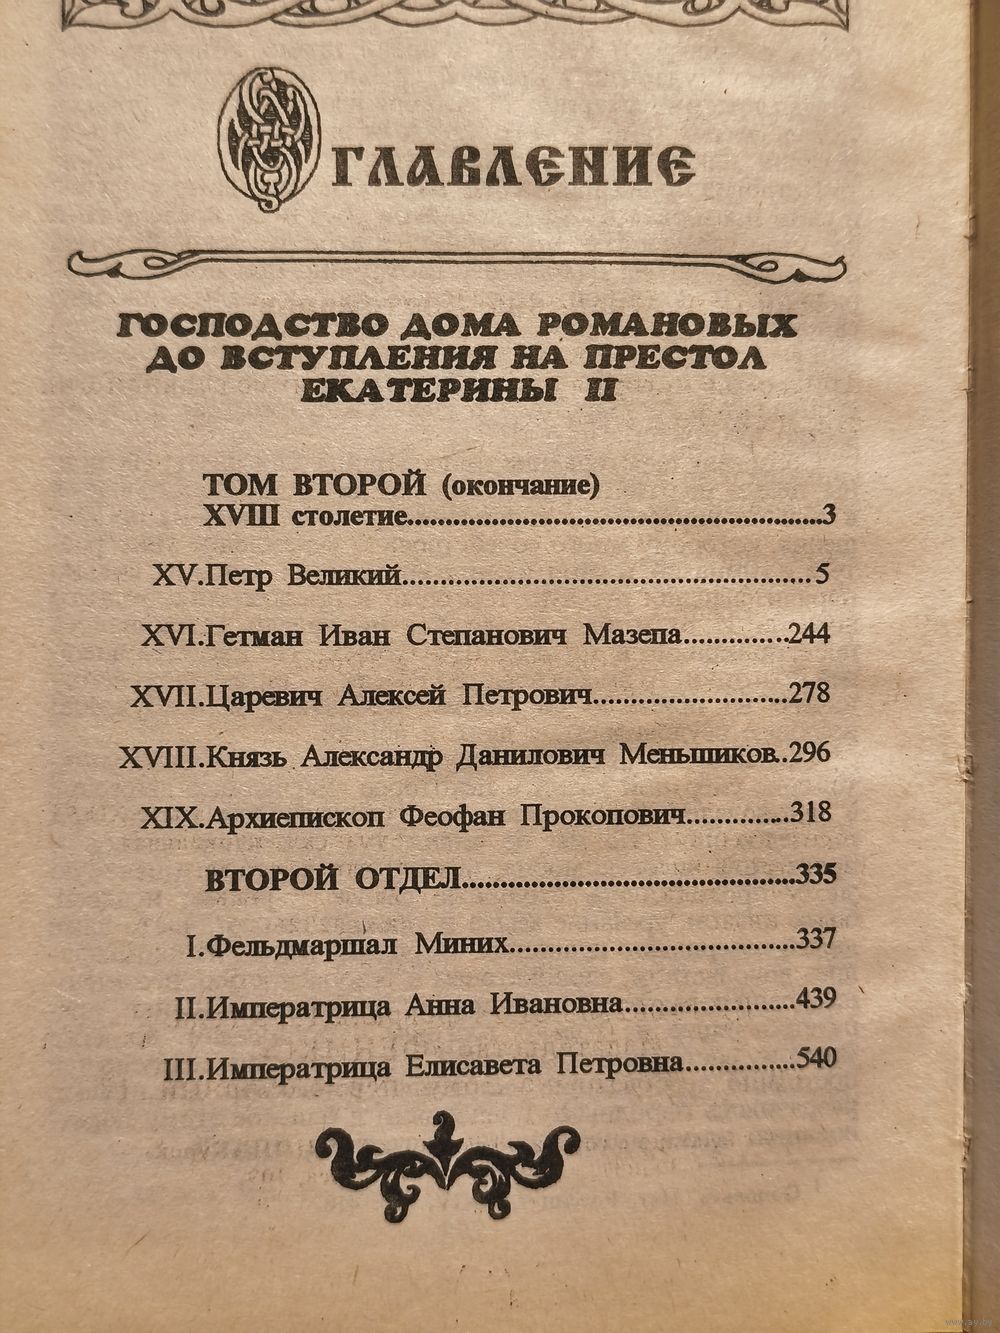 ОГЛАВЛЕНИЕ
ГОСПОДСТВО ДОМА РОМАНОВЫХ
ДО ВСТУПЛЕНИЯ НА ПРЕСТОЛ
ЕКАТЕРИНЫ II
ТОМ ВТОРОЙ (окончание)
XVIII столетие...........................................................3
XV.Петр Великий..........................................................5
XVI.Гетман Иван Степанович Мазепа..............244
XVII.Царевич Алексей Петрович.........................278
XVIII.Князь Александр Данилович Меньшиков..296
XIX.Архиепископ Феофан Прокопович.............318
ВТОРОЙ ОТДЕЛ...............................................335
I.Фельдмаршал Миних.....................................337
II.Императрица Анна Ивановна......................439
III.Императрица Елисавета Петровна..............540
www.ay.by